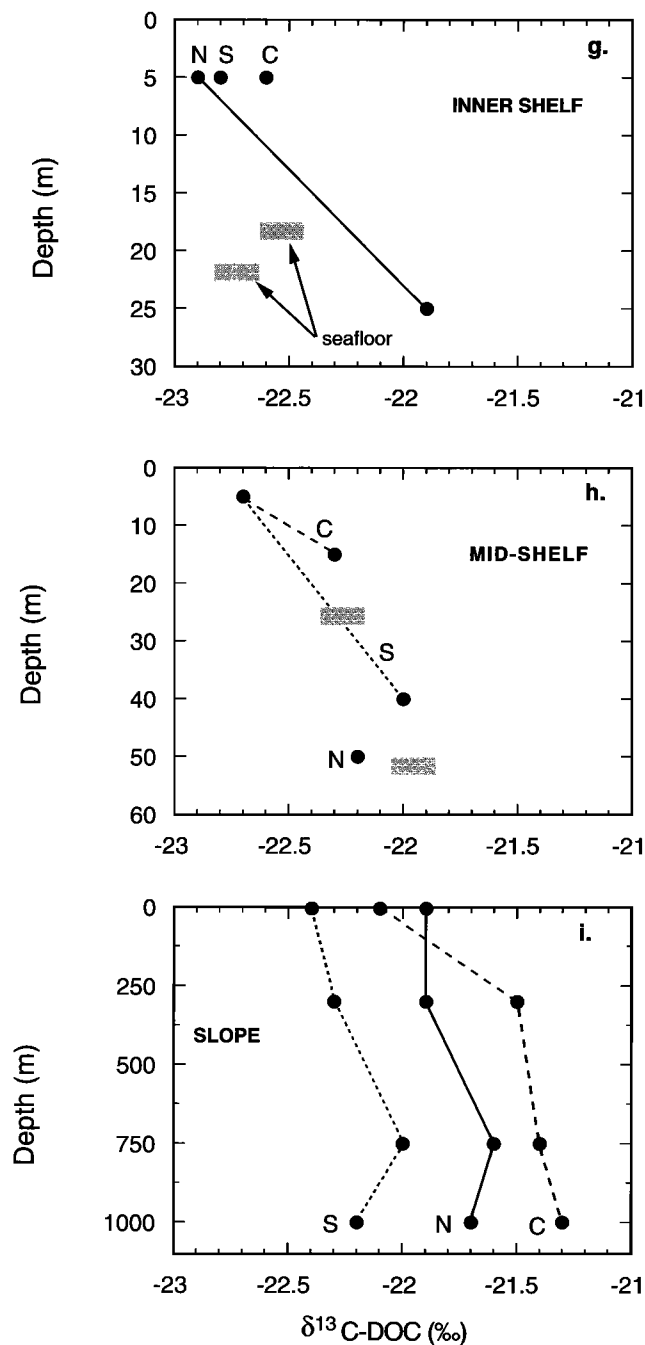 0
5
10
15
20
25
30
Depth (m)
N S C
g.
INNER SHELF
seafloor
-23 -22.5 -22 -21.5 -21
0
10
20
30
40
50
60
Depth (m)
h.
C
MID-SHELF
S
N
-23 -22.5 -22 -21.5 -21
0
250
500
750
1000
Depth (m)
i.
SLOPE
S N C
-23 -22.5 -22 -21.5 -21
δ¹³C-DOC (‰)